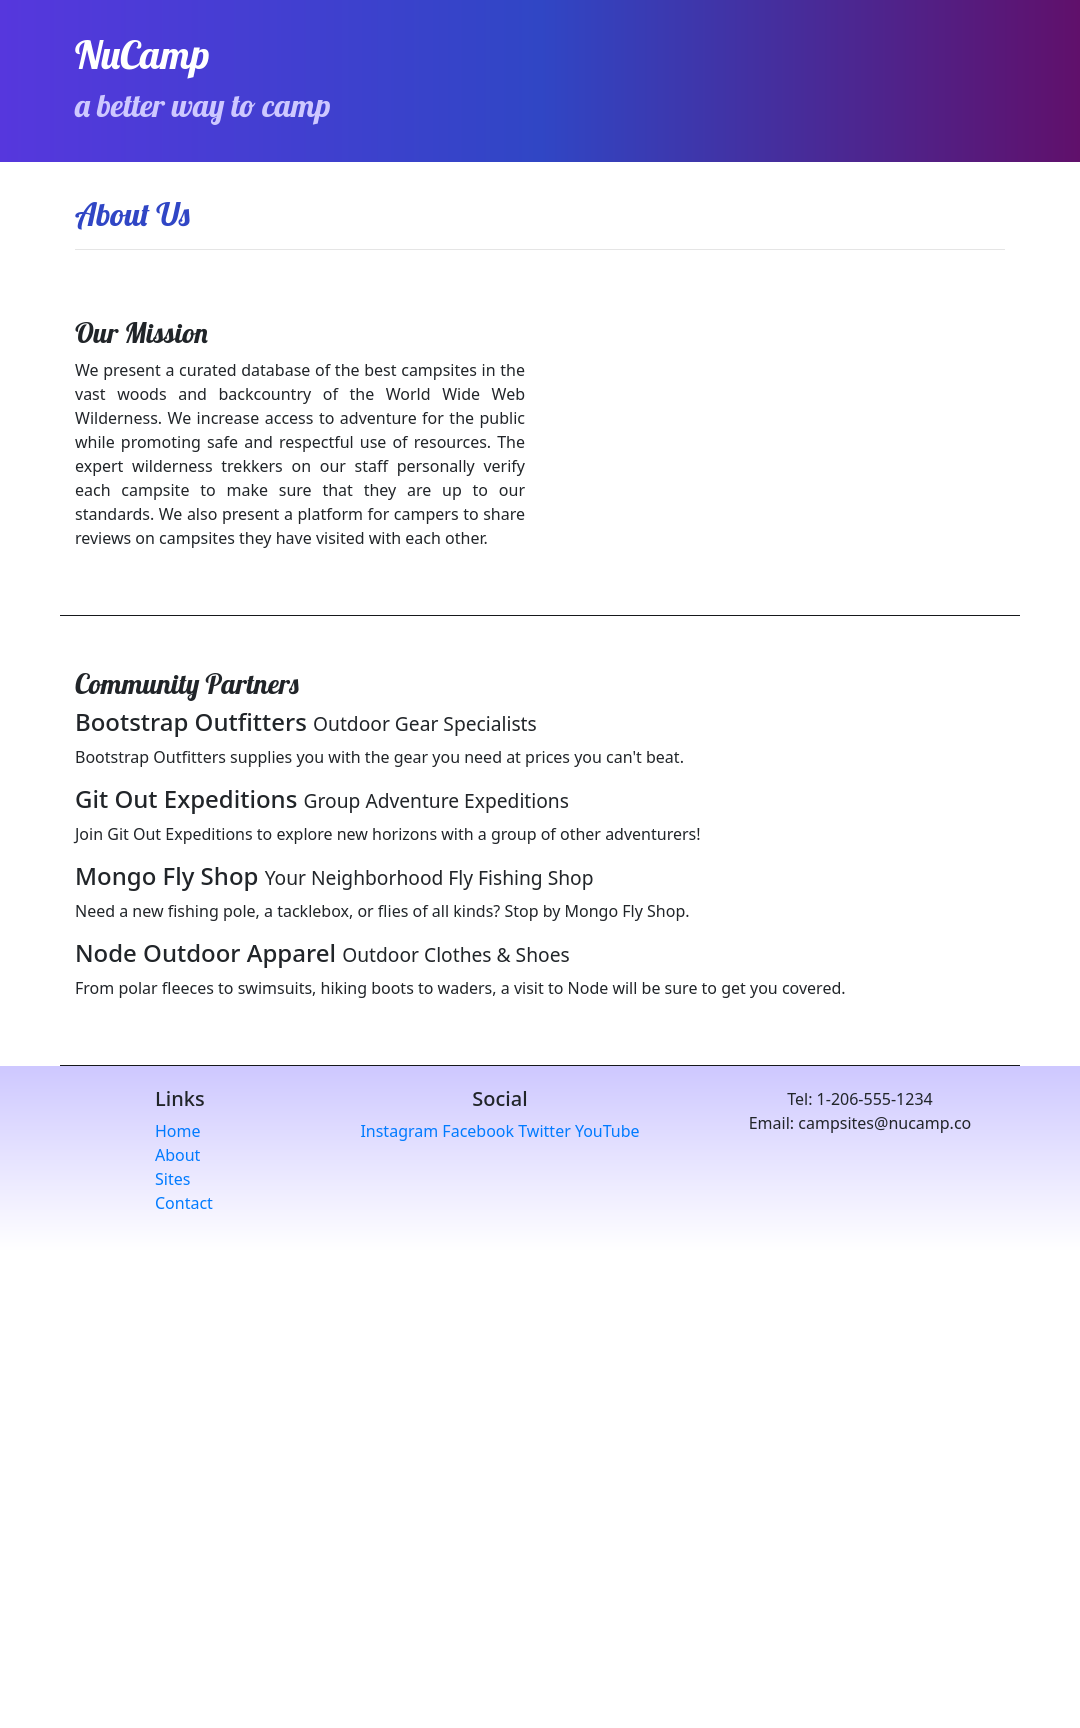 NuCamp
a better way to camp
About Us
Our Mission
We present a curated database of the best campsites in the
vast woods and backcountry of the World Wide Web
Wilderness. We increase access to adventure for the public
while promoting safe and respectful use of resources. The
expert wilderness trekkers on our staff personally verify
each campsite to make sure that they are up to our
standards. We also present a platform for campers to share
reviews on campsites they have visited with each other.
Community Partners
Bootstrap Outfitters Outdoor Gear Specialists
Bootstrap Outfitters supplies you with the gear you need at prices you can't beat.
Git Out Expeditions Group Adventure Expeditions
Join Git Out Expeditions to explore new horizons with a group of other adventurers!
Mongo Fly Shop Your Neighborhood Fly Fishing Shop
Need a new fishing pole, a tacklebox, or flies of all kinds? Stop by Mongo Fly Shop.
Node Outdoor Apparel Outdoor Clothes & Shoes
From polar fleeces to swimsuits, hiking boots to waders, a visit to Node will be sure to get you covered.
Links
Home
About
Sites
Contact
Social
Instagram Facebook Twitter YouTube
Tel: 1-206-555-1234
Email: campsites@nucamp.co